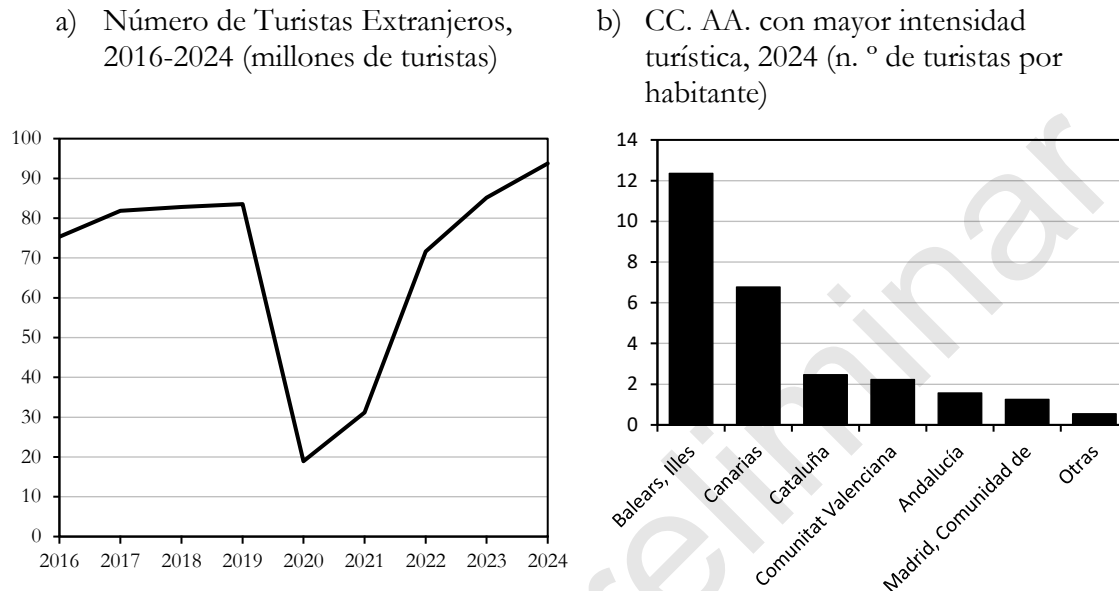 a) Número de Turistas Extranjeros,
2016-2024 (millones de turistas)
100
90
80
70
60
50
40
30
20
10
0
2016 2017 2018 2019 2020 2021 2022 2023 2024
b) CC. AA. con mayor intensidad
turística, 2024 (n. º de turistas por
habitante)
14
12
10
8
6
4
2
0
Balears, Illes
Canarias
Cataluña
Comunitat Valenciana
Andalucía
Madrid, Comunidad de
Otras
reliminar